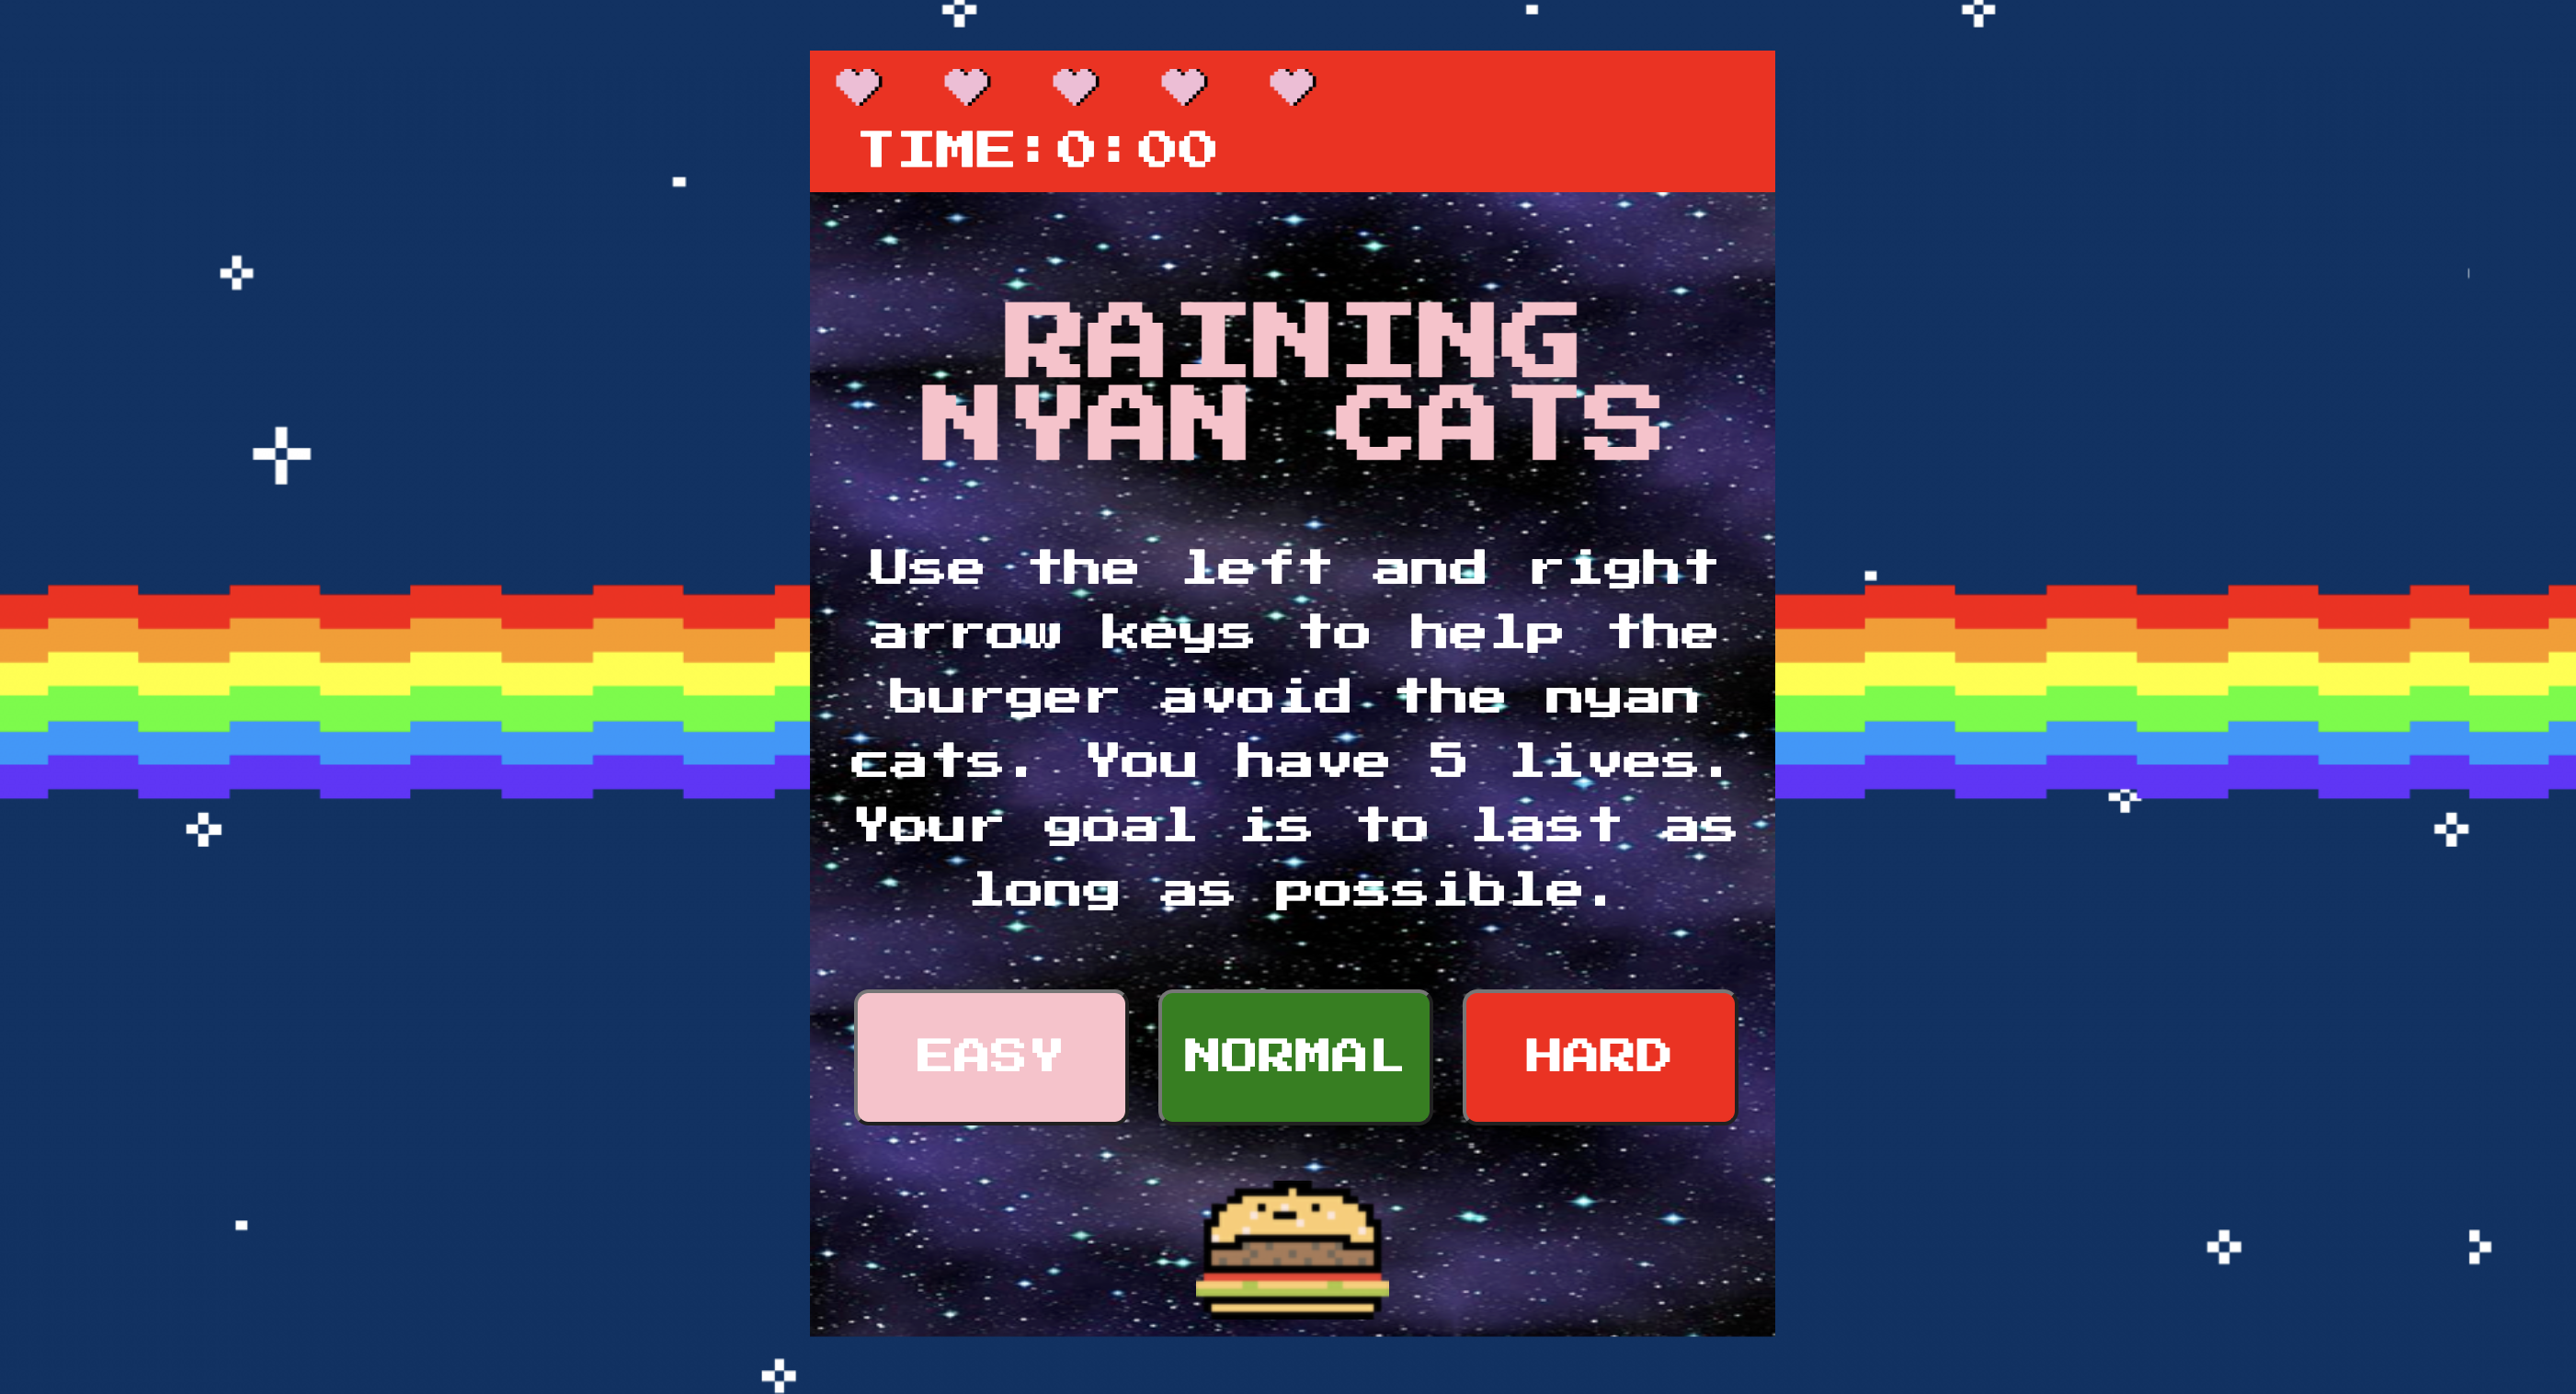 TIME:0:00
RAINING
NYAN CATS
Use the left and right
arrow keys to help the
burger avoid the nyan
cats. You have 5 lives.
Your goal is to last as
long as possible.
EASY
NORMAL
HARD